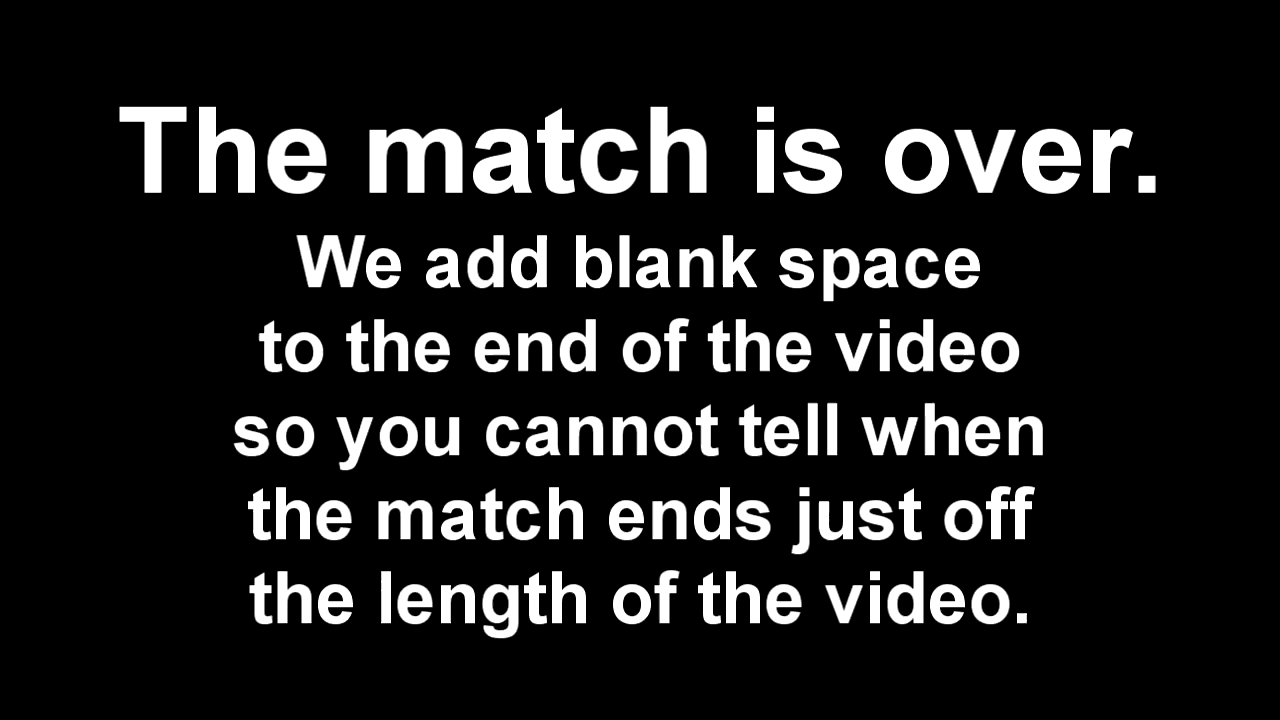 The match is over.
We add blank space
to the end of the video
so you cannot tell when
the match ends just off
the length of the video.